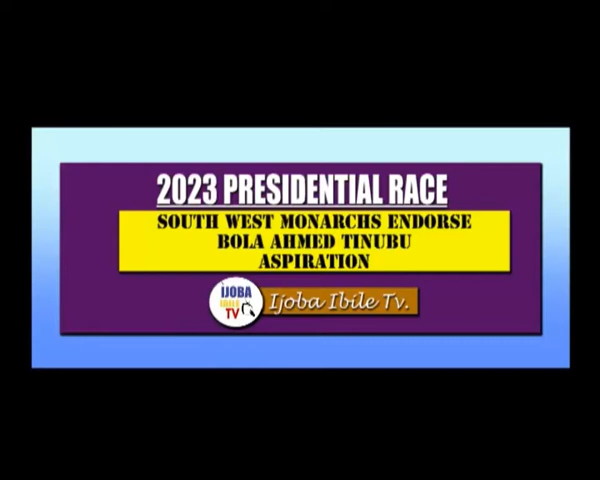 2023 PRESIDENTIAL RACE
SOUTH WEST MONARCHS ENDORSE
BOLA AHMED TINUBU
ASPIRATION
IJOBA
IBILE
TV
Ijoba Ibile Tv.